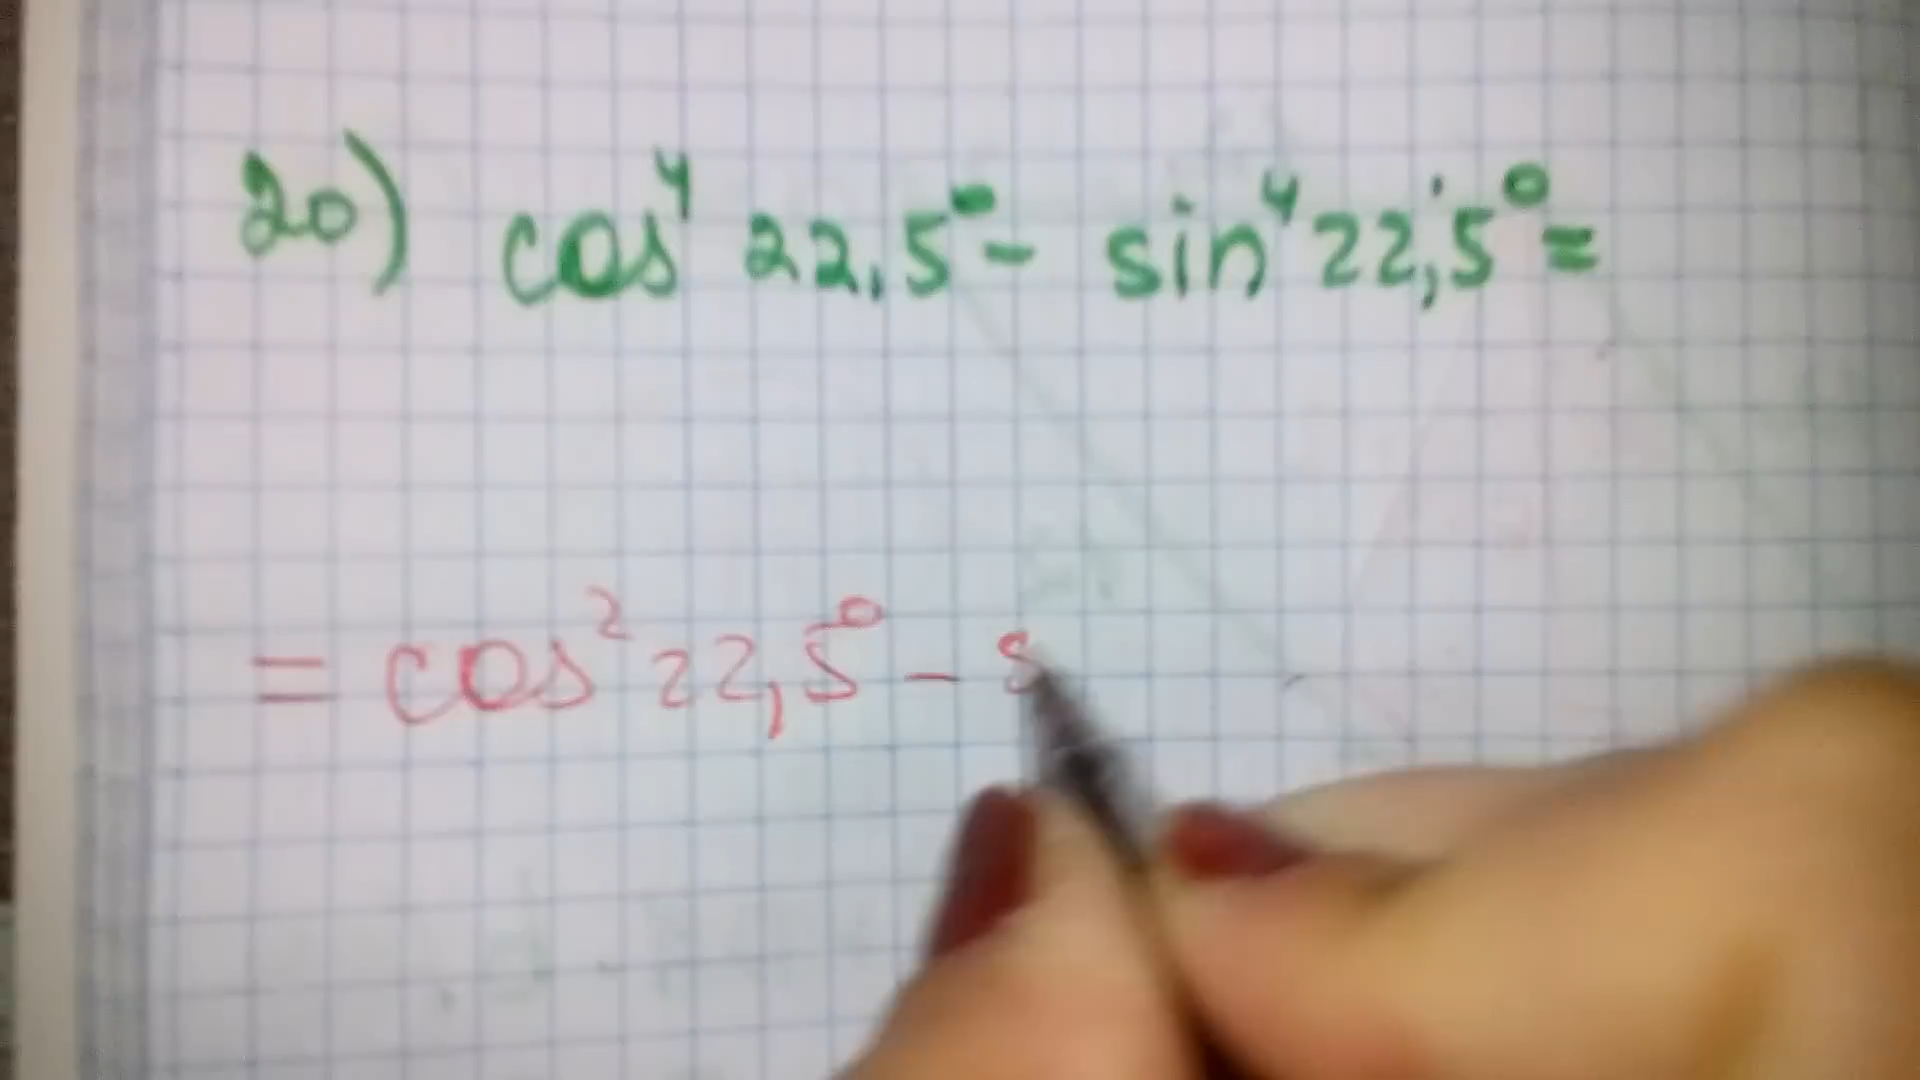 20) cos⁴ 22,5° - sin⁴ 22,5° =
= cos² 22,5° - s